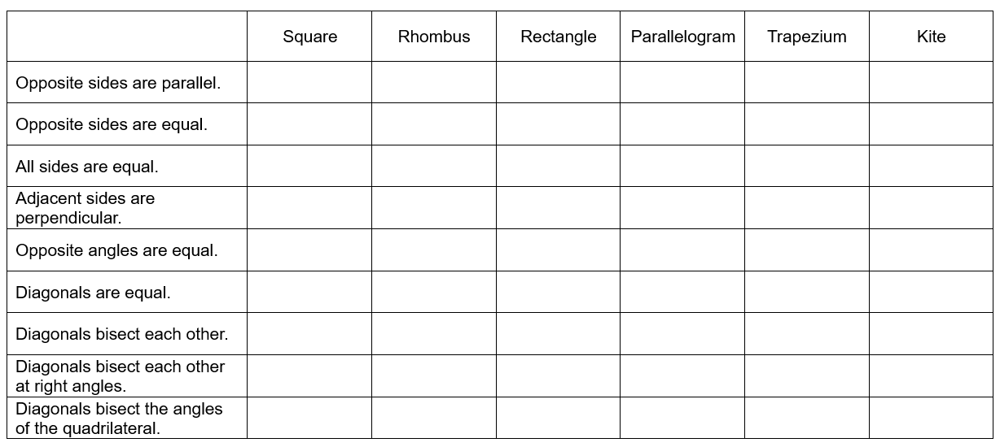 Square Rhombus Rectangle Parallelogram Trapezium Kite
Opposite sides are parallel.
Opposite sides are equal.
All sides are equal.
Adjacent sides are
perpendicular.
Opposite angles are equal.
Diagonals are equal.
Diagonals bisect each other.
Diagonals bisect each other
at right angles.
Diagonals bisect the angles
of the quadrilateral.